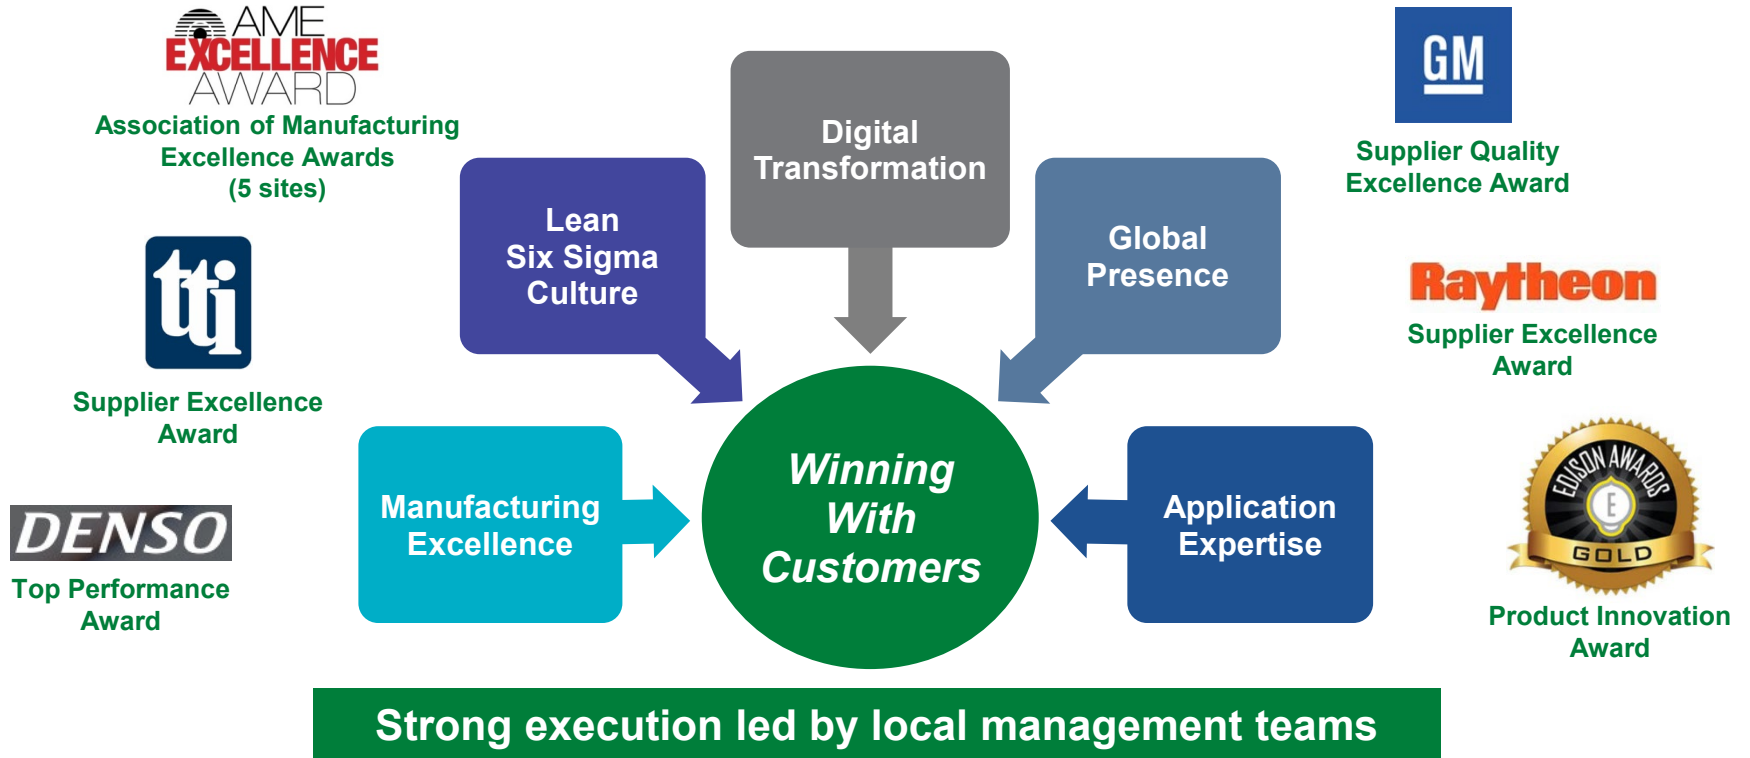 AME
EXCELLENCE
AWARD
Association of Manufacturing
Excellence Awards
(5 sites)
tti
Supplier Excellence
Award
DENSO
Top Performance
Award
Lean
Six Sigma
Culture
Manufacturing
Excellence
Digital
Transformation
Global
Presence
Application
Expertise
Winning
With
Customers
GM
Supplier Quality
Excellence Award
Raytheon
Supplier Excellence
Award
EDISON AWARDS
E
GOLD
Product Innovation
Award
Strong execution led by local management teams